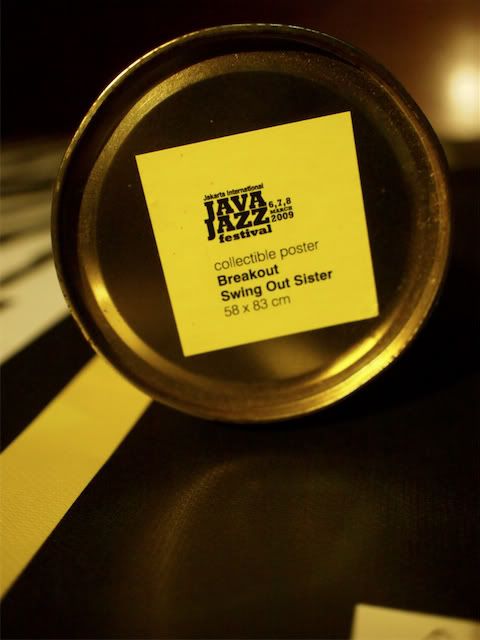 Jakarta International
JAVA
JAZZ
festival
6,7,8
MARCH
2009
collectible poster
Breakout
Swing Out Sister
58 x 83 cm